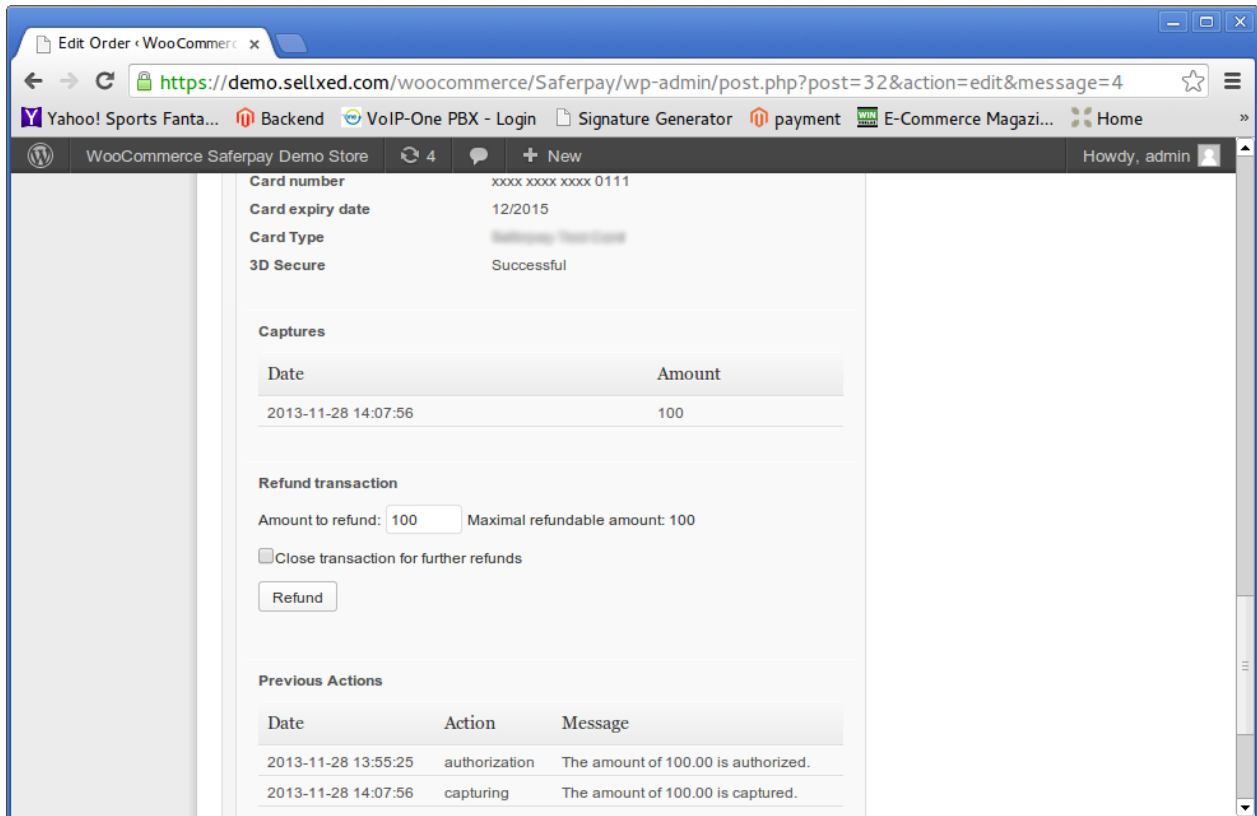 Edit Order ‹ WooCommerc
https://demo.sellxed.com/woocommerce/Saferpay/wp-admin/post.php?post=32&action=edit&message=4
Yahoo! Sports Fanta... Backend VoIP-One PBX - Login Signature Generator payment E-Commerce Magazi... Home »
WooCommerce Saferpay Demo Store 4 + New Howdy, admin
Card number xxxx xxxx xxxx 0111
Card expiry date 12/2015
Card Type
3D Secure Successful
Captures
Date Amount
2013-11-28 14:07:56 100
Refund transaction
Amount to refund: 100 Maximal refundable amount: 100
Close transaction for further refunds
Refund
Previous Actions
Date Action Message
2013-11-28 13:55:25 authorization The amount of 100.00 is authorized.
2013-11-28 14:07:56 capturing The amount of 100.00 is captured.